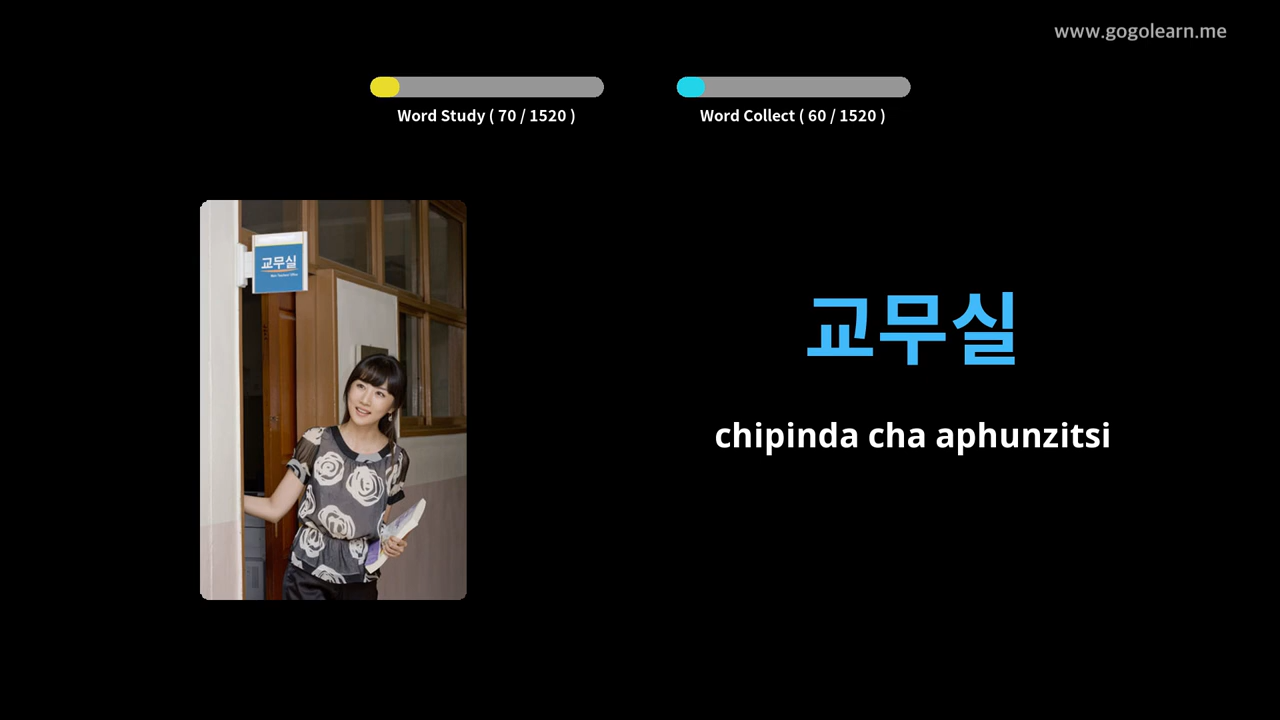 www.gogolearn.me
Word Study ( 70 / 1520 )
Word Collect ( 60 / 1520 )
교무실
교무실
chipinda cha aphunzitsi